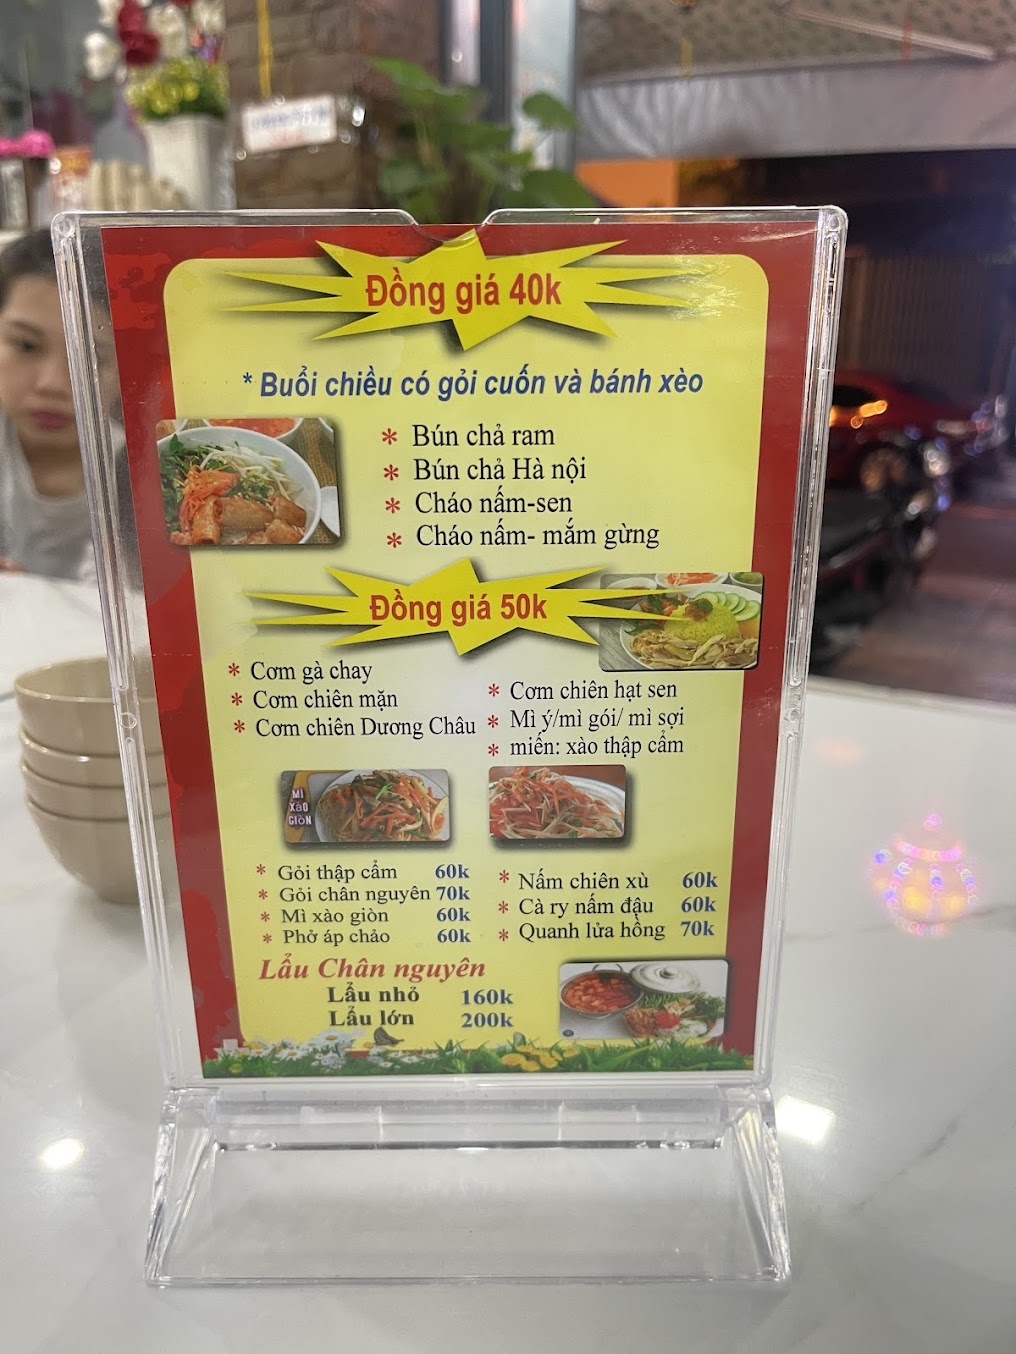 Đồng giá 40k
* Buổi chiều có gỏi cuốn và bánh xèo
* Bún chả ram
* Bún chả Hà nội
* Cháo nấm-sen
* Cháo nấm- mắm gừng
Đồng giá 50k
* Cơm gà chay
* Cơm chiên mặn
* Cơm chiên Dương Châu
* Cơm chiên hạt sen
* Mì ý/mì gói/ mì sợi
* miến: xào thập cẩm
MÌ
XÀO
GIÒN
* Gỏi thập cẩm 60k
* Gỏi chân nguyên 70k
* Mì xào giòn 60k
* Phở áp chảo 60k
* Nấm chiên xù 60k
* Cà ry nấm đậu 60k
* Quanh lửa hồng 70k
Lẩu Chân nguyên
Lẩu nhỏ 160k
Lẩu lớn 200k